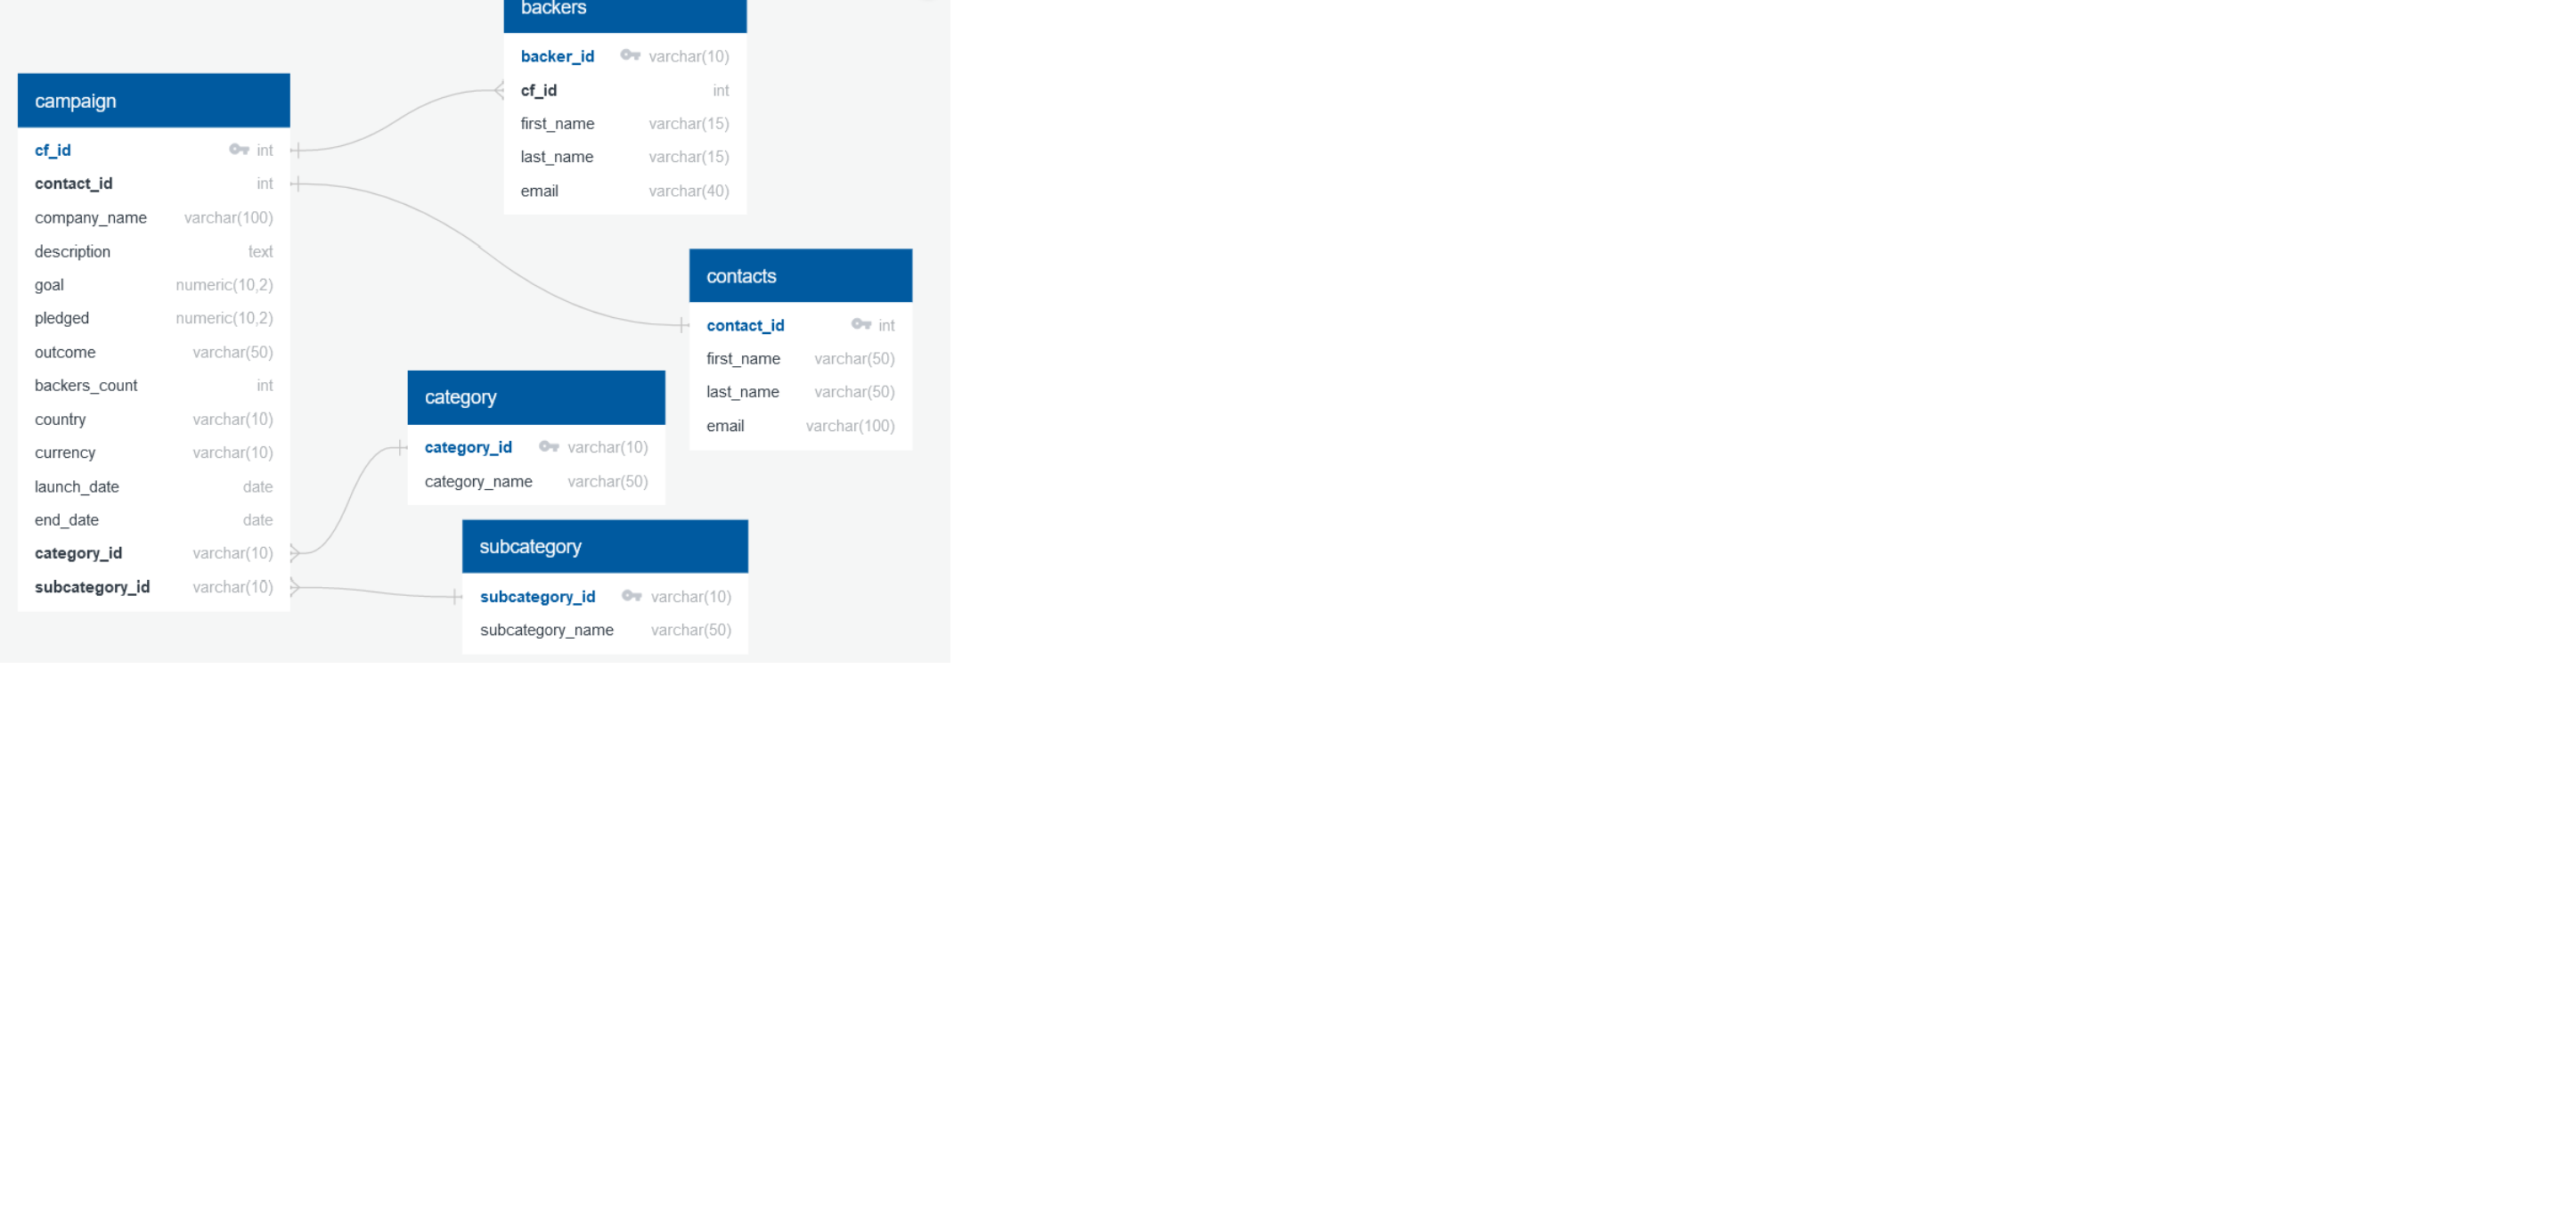 backers
backer_id varchar(10)
cf_id int
first_name varchar(15)
last_name varchar(15)
email varchar(40)
campaign
cf_id int
contact_id int
company_name varchar(100)
description text
goal numeric(10,2)
pledged numeric(10,2)
outcome varchar(50)
backers_count int
country varchar(10)
currency varchar(10)
launch_date date
end_date date
category_id varchar(10)
subcategory_id varchar(10)
contacts
contact_id int
first_name varchar(50)
last_name varchar(50)
email varchar(100)
category
category_id varchar(10)
category_name varchar(50)
subcategory
subcategory_id varchar(10)
subcategory_name varchar(50)